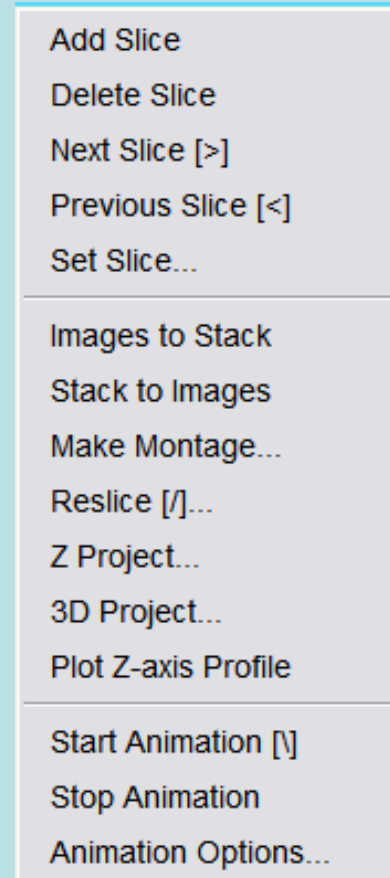 Add Slice
Delete Slice
Next Slice [>]
Previous Slice [<]
Set Slice...
Images to Stack
Stack to Images
Make Montage...
Reslice [/]...
Z Project...
3D Project...
Plot Z-axis Profile
Start Animation [\]
Stop Animation
Animation Options...